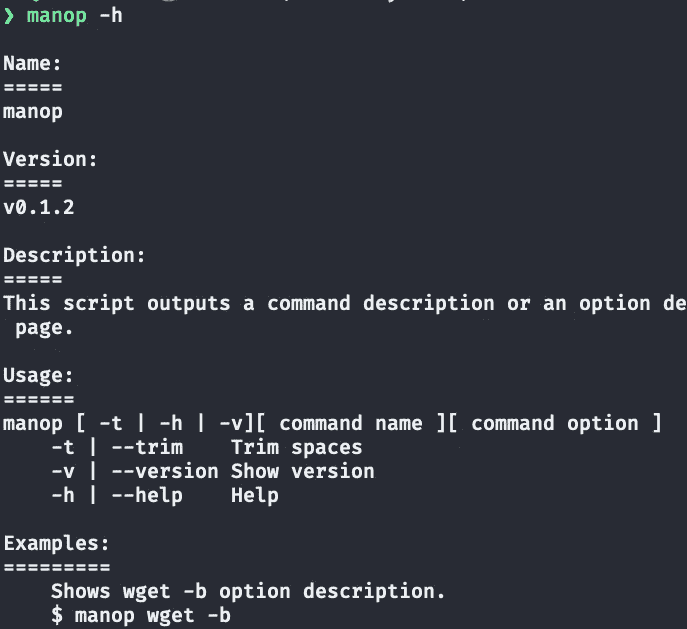 ❯ manop -h
Name:
=====
manop
Version:
=====
v0.1.2
Description:
=====
This script outputs a command description or an option de
page.
Usage:
======
manop [ -t | -h | -v][ command name ][ command option ]
-t | --trim    Trim spaces
-v | --version Show version
-h | --help    Help
Examples:
=========
Shows wget -b option description.
$ manop wget -b